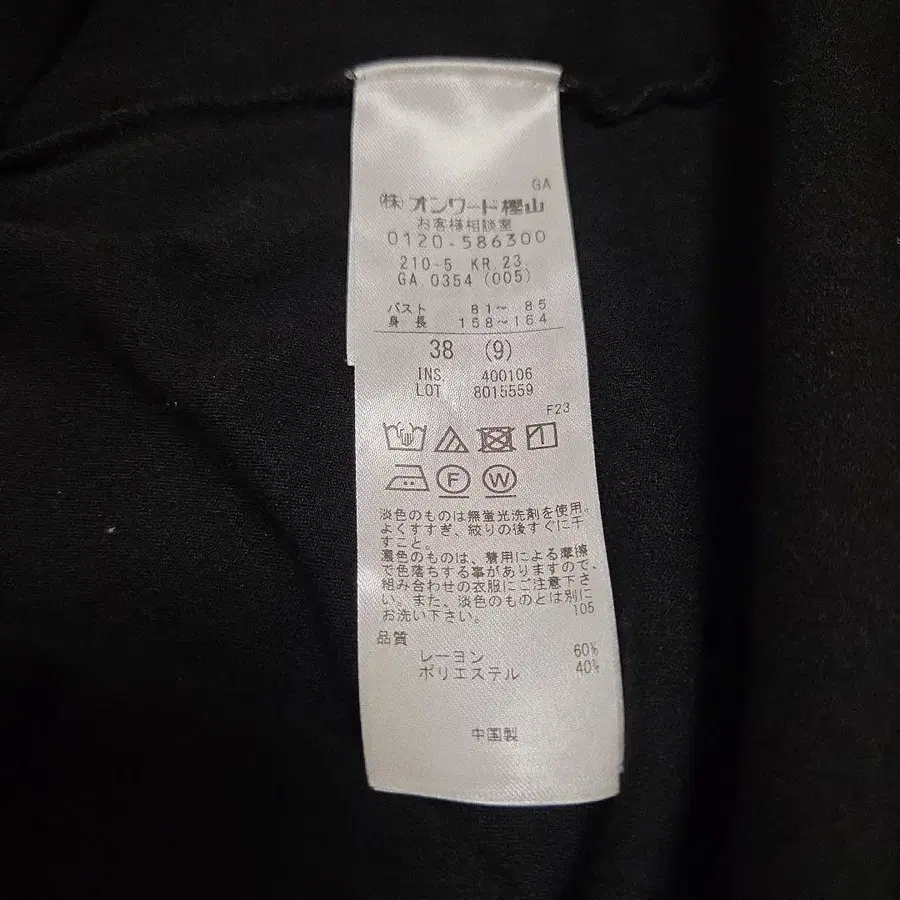 GA
(株)オンワード樫山
お客様相談室
0120-586300
210-5 KR.23.
GA 0354 (005)
バスト 81～ 85
身長 158～164
38 (9)
INS. 400106
LOT 8015559
F23
F W
淡色のものは無蛍光洗剤を使用。
よくすすぎ、絞りの後すぐに干
すこと。
濃色のものは、着用による摩擦
で色落ちする事がありますので、
組み合わせの衣服にご注意下さ
い。また、淡色のものとは別に
お洗い下さい。 105
品質
レーヨン 60%
ポリエステル 40%
中国製